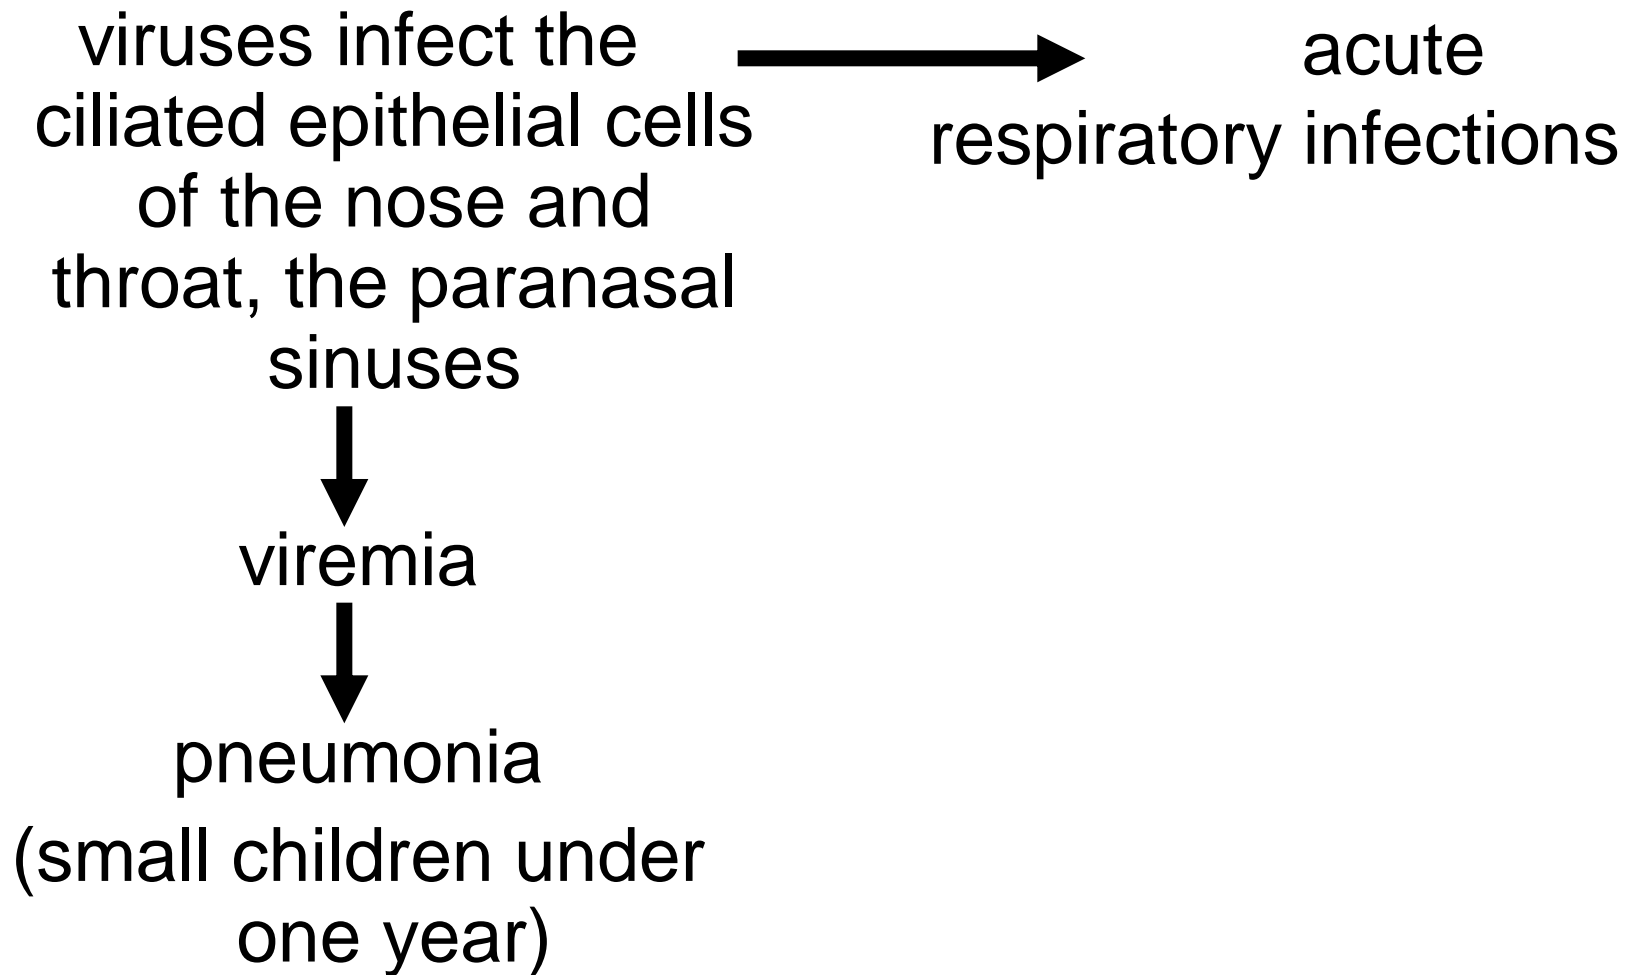 viruses infect the
ciliated epithelial cells
of the nose and
throat, the paranasal
sinuses
acute
respiratory infections
viremia
pneumonia
(small children under
one year)